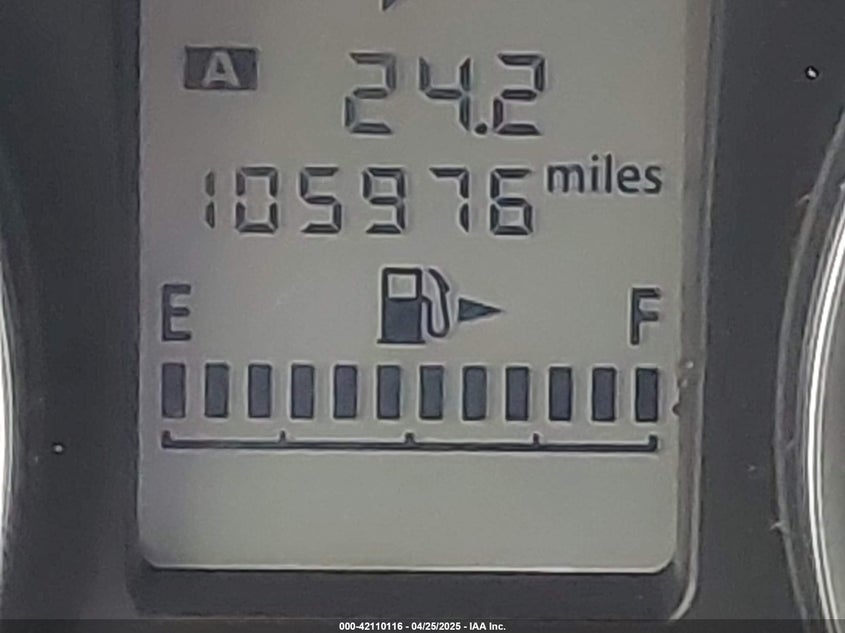 A 24.2
105976 miles
E F
000-42110116 - 04/25/2025 - IAA Inc.